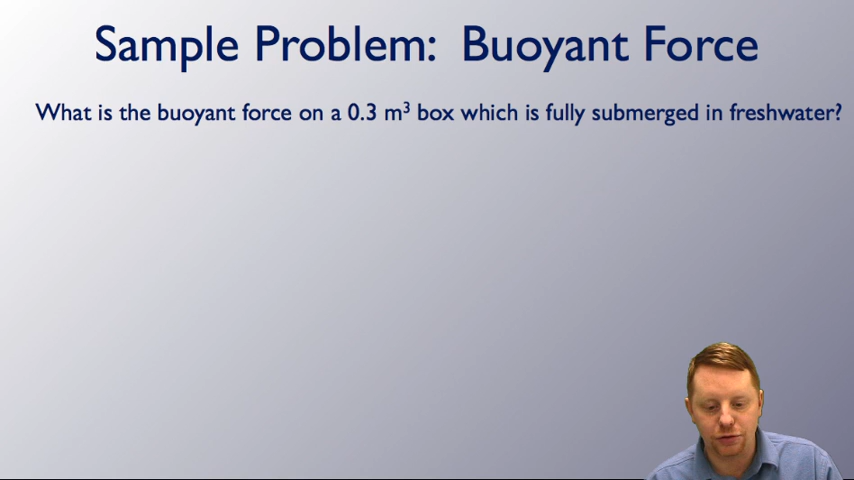 Sample Problem: Buoyant Force
What is the buoyant force on a 0.3 m³ box which is fully submerged in freshwater?